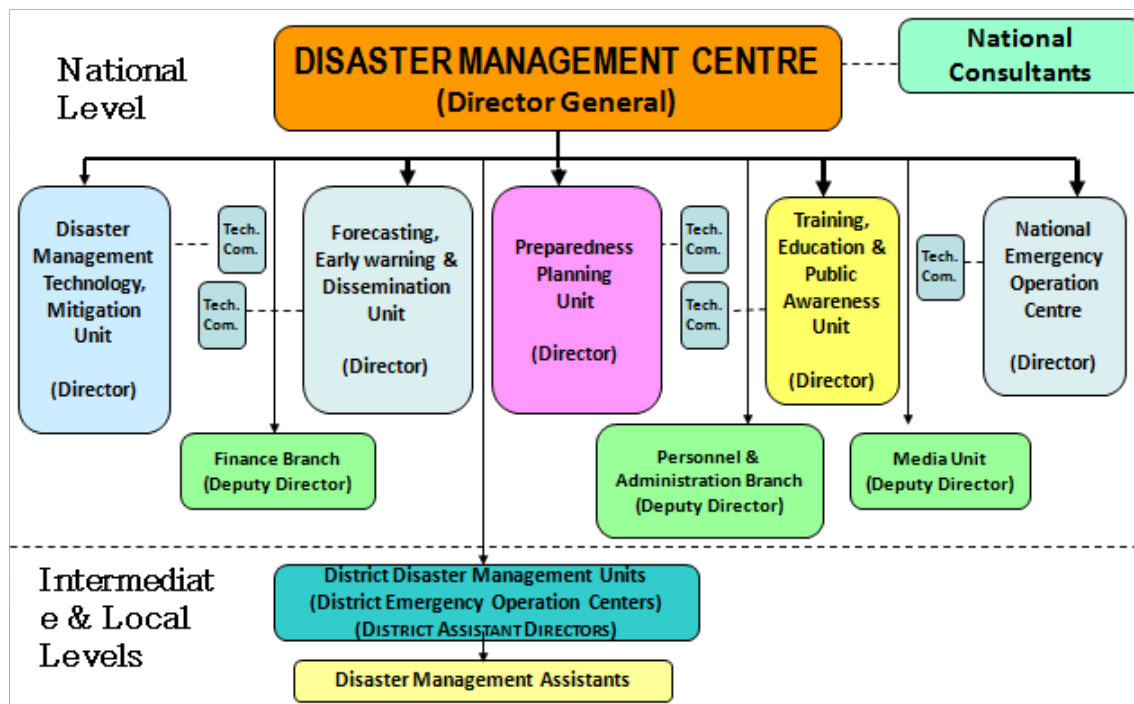 National
Level
DISASTER MANAGEMENT CENTRE
(Director General)
National
Consultants
Disaster
Management
Technology,
Mitigation
Unit
(Director)
Tech.
Com.
Tech.
Com.
Forecasting,
Early warning &
Dissemination
Unit
(Director)
Preparedness
Planning
Unit
(Director)
Tech.
Com.
Tech.
Com.
Training,
Education &
Public
Awareness
Unit
(Director)
Tech.
Com.
National
Emergency
Operation
Centre
(Director)
Finance Branch
(Deputy Director)
Personnel &
Administration Branch
(Deputy Director)
Media Unit
(Deputy Director)
Intermediat
e & Local
Levels
District Disaster Management Units
(District Emergency Operation Centers)
(DISTRICT ASSISTANT DIRECTORS)
Disaster Management Assistants